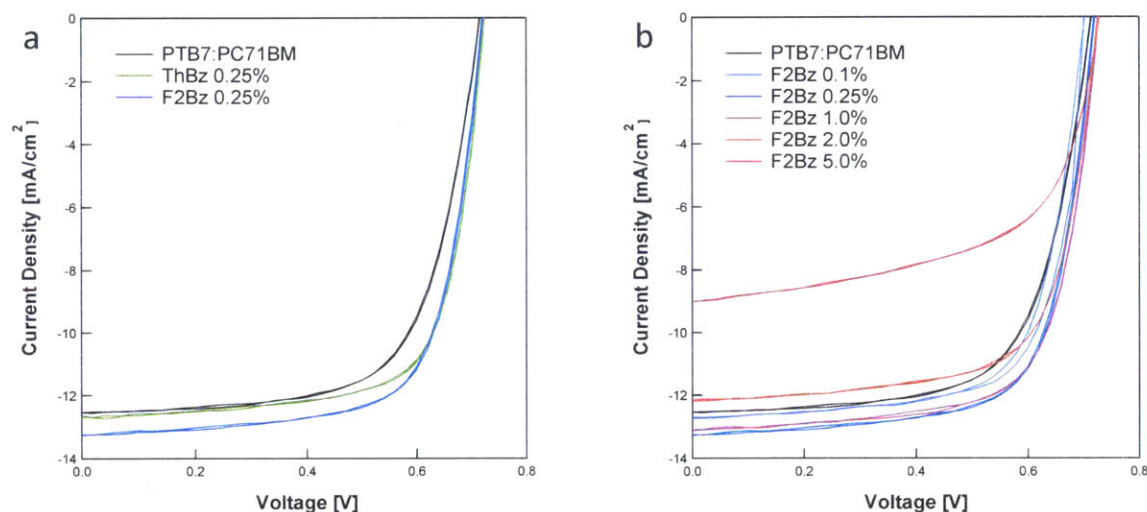 a
PTB7:PC71BM
ThBz 0.25%
F2Bz 0.25%
Current Density [mA/cm²]
0
-2
-4
-6
-8
-10
-12
-14
0.0
0.2
0.4
0.6
0.8
Voltage [V]
b
PTB7:PC71BM
F2Bz 0.1%
F2Bz 0.25%
F2Bz 1.0%
F2Bz 2.0%
F2Bz 5.0%
Current Density [mA/cm²]
0
-2
-4
-6
-8
-10
-12
-14
0.0
0.2
0.4
0.6
0.8
Voltage [V]